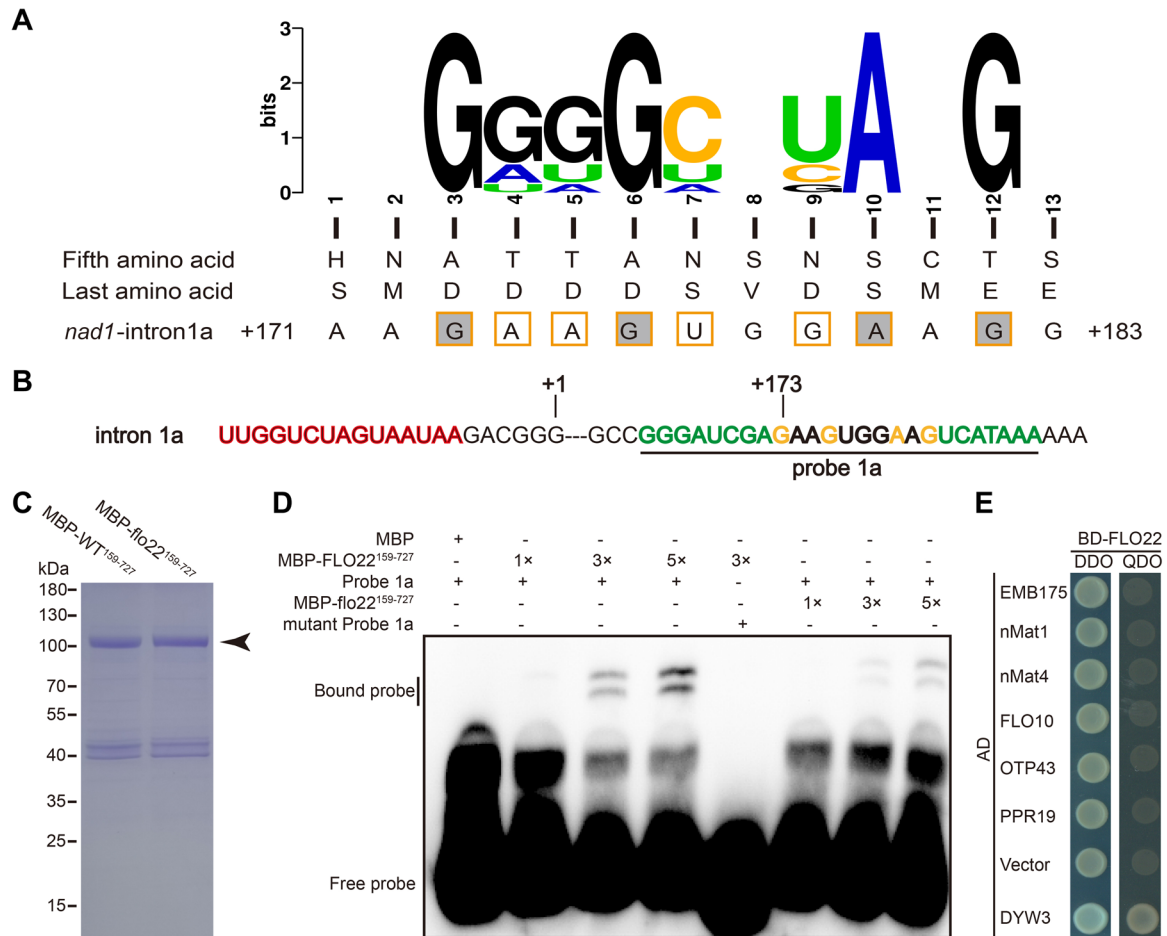 A
3
2
1
0
bits
G G G G C U A G
A U U C
U A A G
1 2 3 4 5 6 7 8 9 10 11 12 13
Fifth amino acid H N A T T A N S N S C T S
Last amino acid S M D D D D S V D S M E E
nad1-intron1a +171 A A G A A G U G G A A G G +183
B
+1 +173
intron 1a UUGGUCUAGUAAUAAGACGGG---GCCGGGAUCGAGAAGUGGAAGUCATAAAAAA
probe 1a
C
MBP-WT159-727
MBP-flo22159-727
kDa
180
130
100
70
55
40
35
25
15
D
MBP + - - - - - - -
MBP-FLO22159-727 - 1× 3× 5× 3× - - -
Probe 1a + + + + - + + +
MBP-flo22159-727 - - - - - 1× 3× 5×
mutant Probe 1a - - - - + - - -
Bound probe
Free probe
E
BD-FLO22
DDO QDO
AD
EMB175
nMat1
nMat4
FLO10
OTP43
PPR19
Vector
DYW3